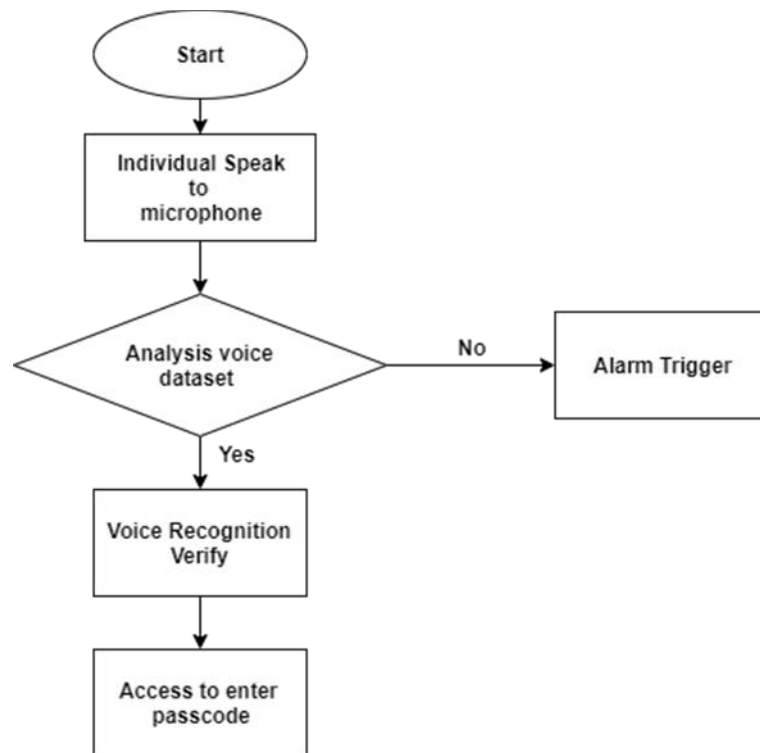 Start
Individual Speak
to
microphone
Analysis voice
dataset
No
Alarm Trigger
Yes
Voice Recognition
Verify
Access to enter
passcode